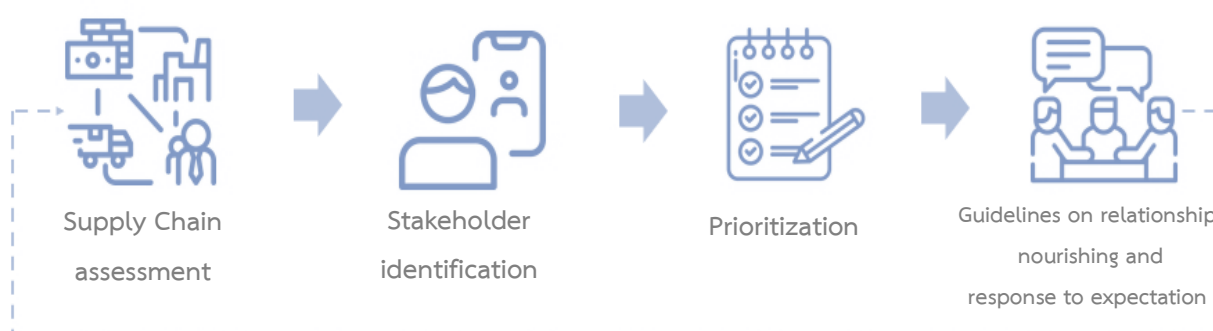 Supply Chain
assessment
Stakeholder
identification
Prioritization
Guidelines on relationship
nourishing and
response to expectation